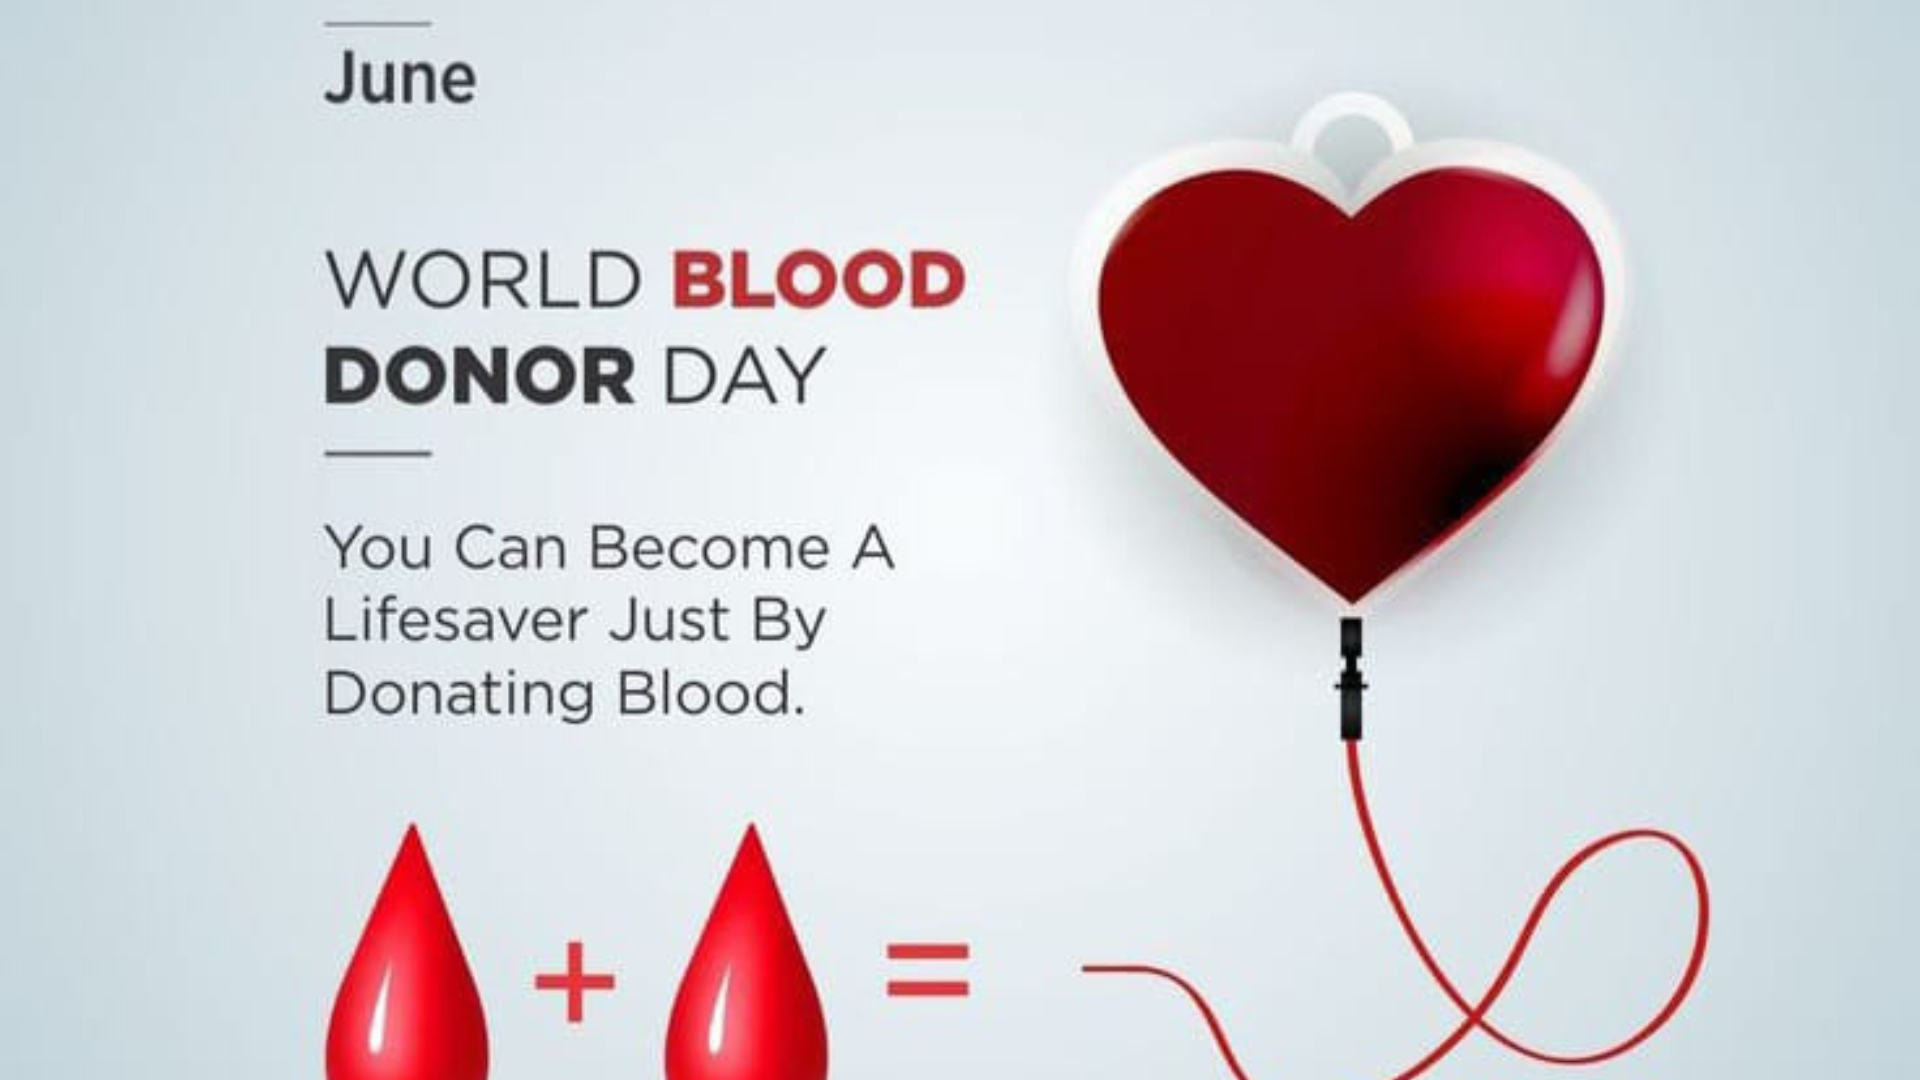 June
WORLD BLOOD
DONOR DAY
You Can Become A
Lifesaver Just By
Donating Blood.
+ =